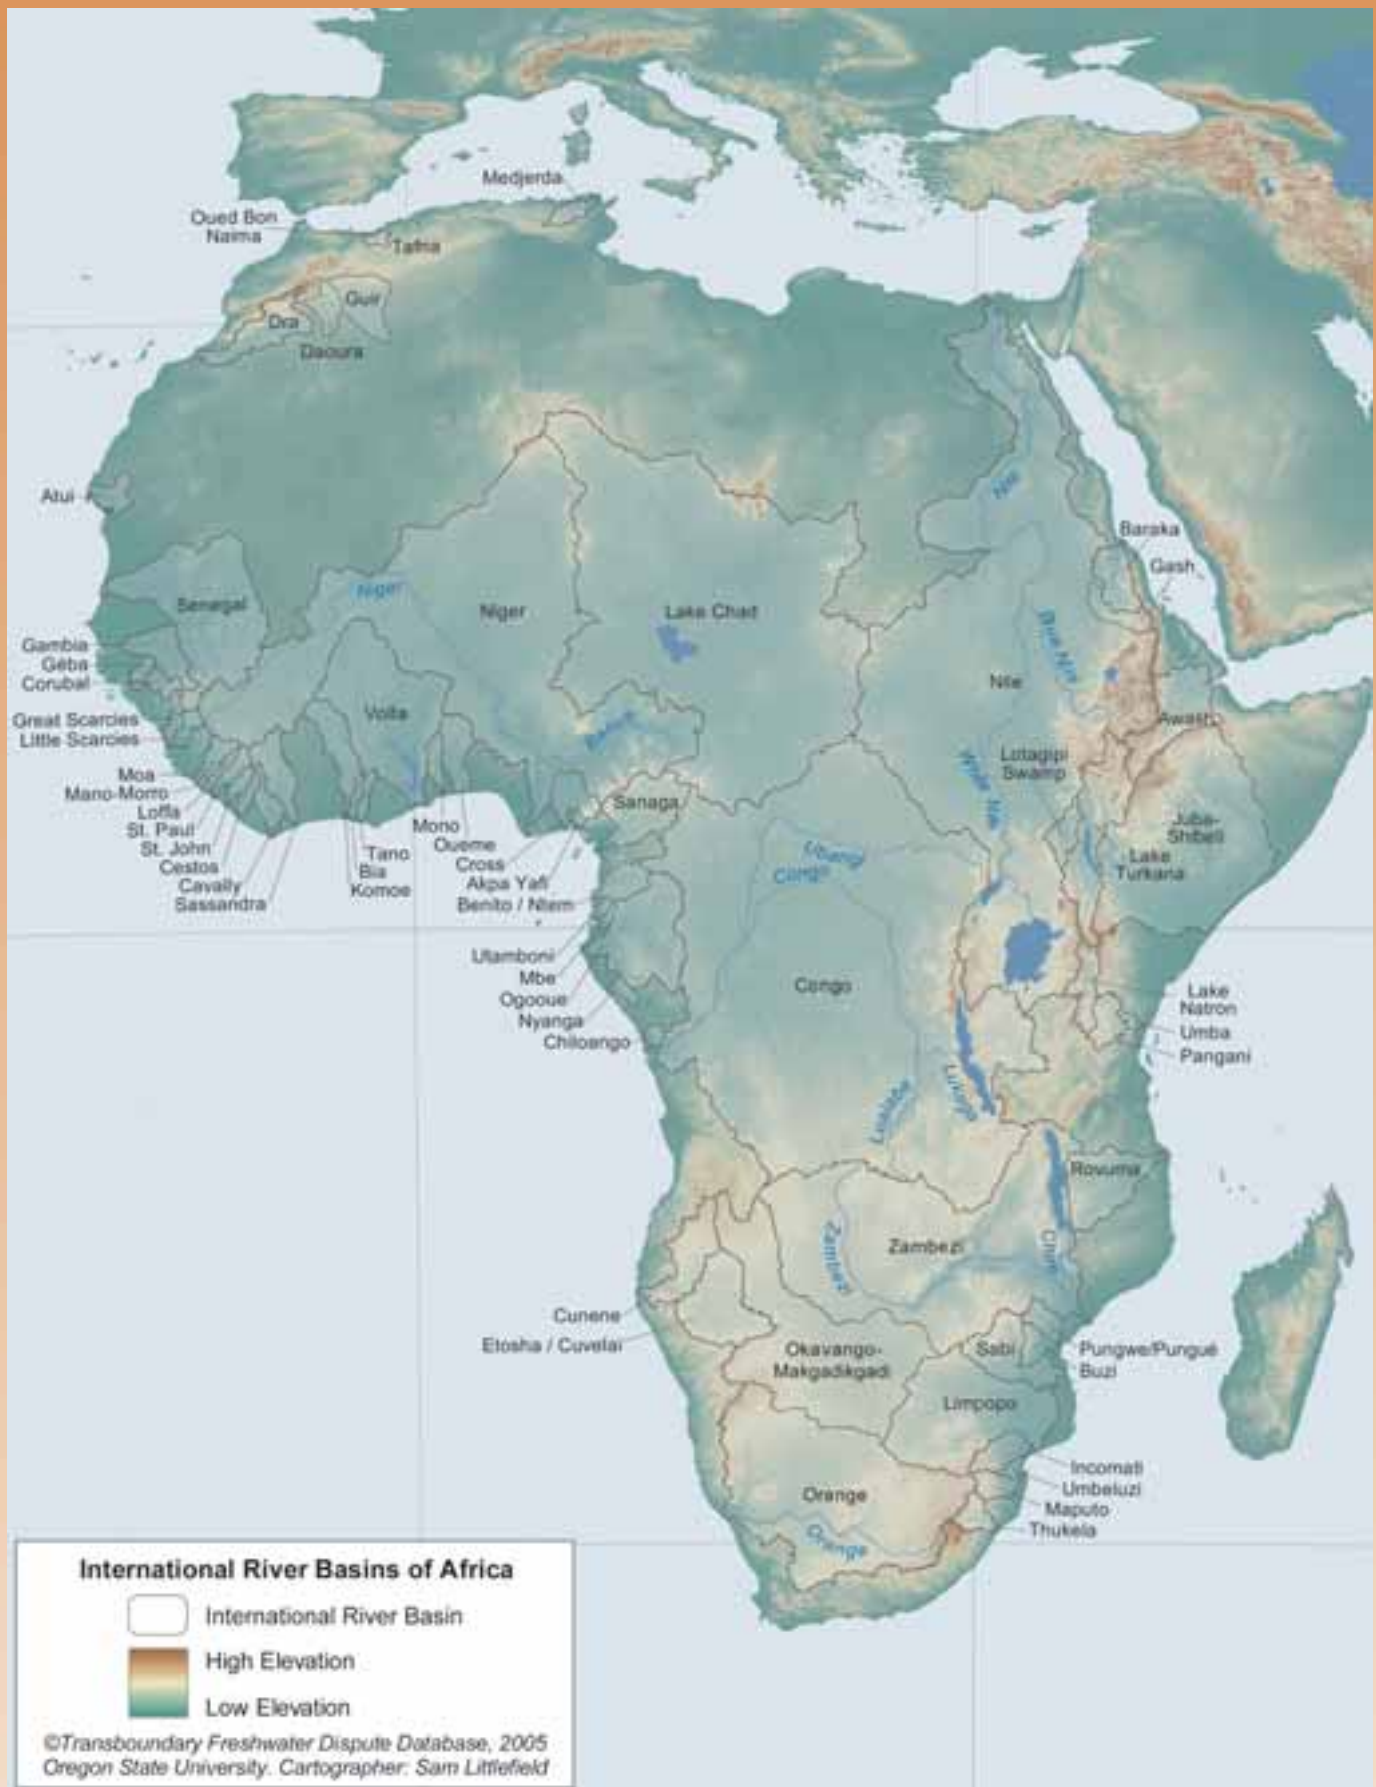 Medjerda
Oued Bon
Naima
Tafna
Guir
Dra
Daoura
Atui
Nile
Baraka
Gash
Niger
Senegal
Niger
Lake Chad
Blue Nile
Gambia
Geba
Corubal
Nile
Great Scarcies
Little Scarcies
Volta
Benue
Awash
Lotagipi
Swamp
White Nile
Moa
Mano-Morro
Loffa
St. Paul
St. John
Cestos
Cavally
Sassandra
Sanaga
Juba-
Shibeli
Mono
Oueme
Cross
Akpa Yafi
Benito / Ntem
Tano
Bia
Komoe
Ubangi
Congo
Lake
Turkana
Utamboni
Mbe
Ogooue
Nyanga
Chiloango
Congo
Lake
Natron
Umba
Pangani
Lualaba
Lukuga
Rovuma
Zambezi
Zambezi
Cunene
Etosha / Cuvelai
Okavango-
Makgadikgadi
Sabi
Pungwe/Pungué
Buzi
Limpopo
Incomati
Umbeluzi
Maputo
Thukela
Orange
Orange
International River Basins of Africa
International River Basin
High Elevation
Low Elevation
©Transboundary Freshwater Dispute Database, 2005
Oregon State University. Cartographer: Sam Littlefield